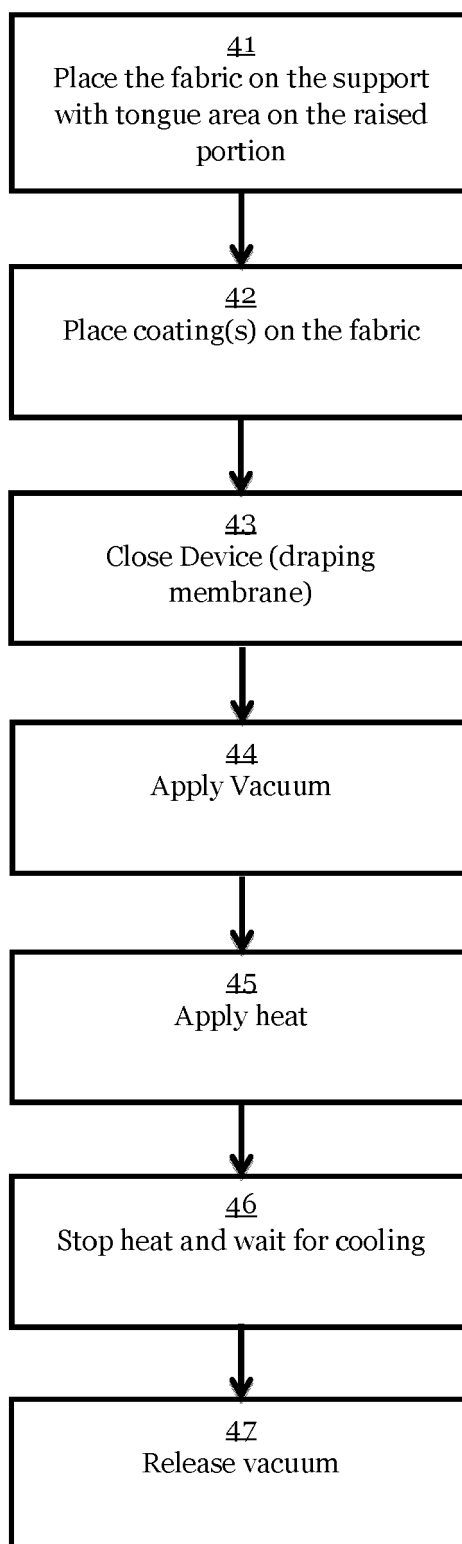 41
Place the fabric on the support
with tongue area on the raised
portion
42
Place coating(s) on the fabric
43
Close Device (draping
membrane)
44
Apply Vacuum
45
Apply heat
46
Stop heat and wait for cooling
47
Release vacuum